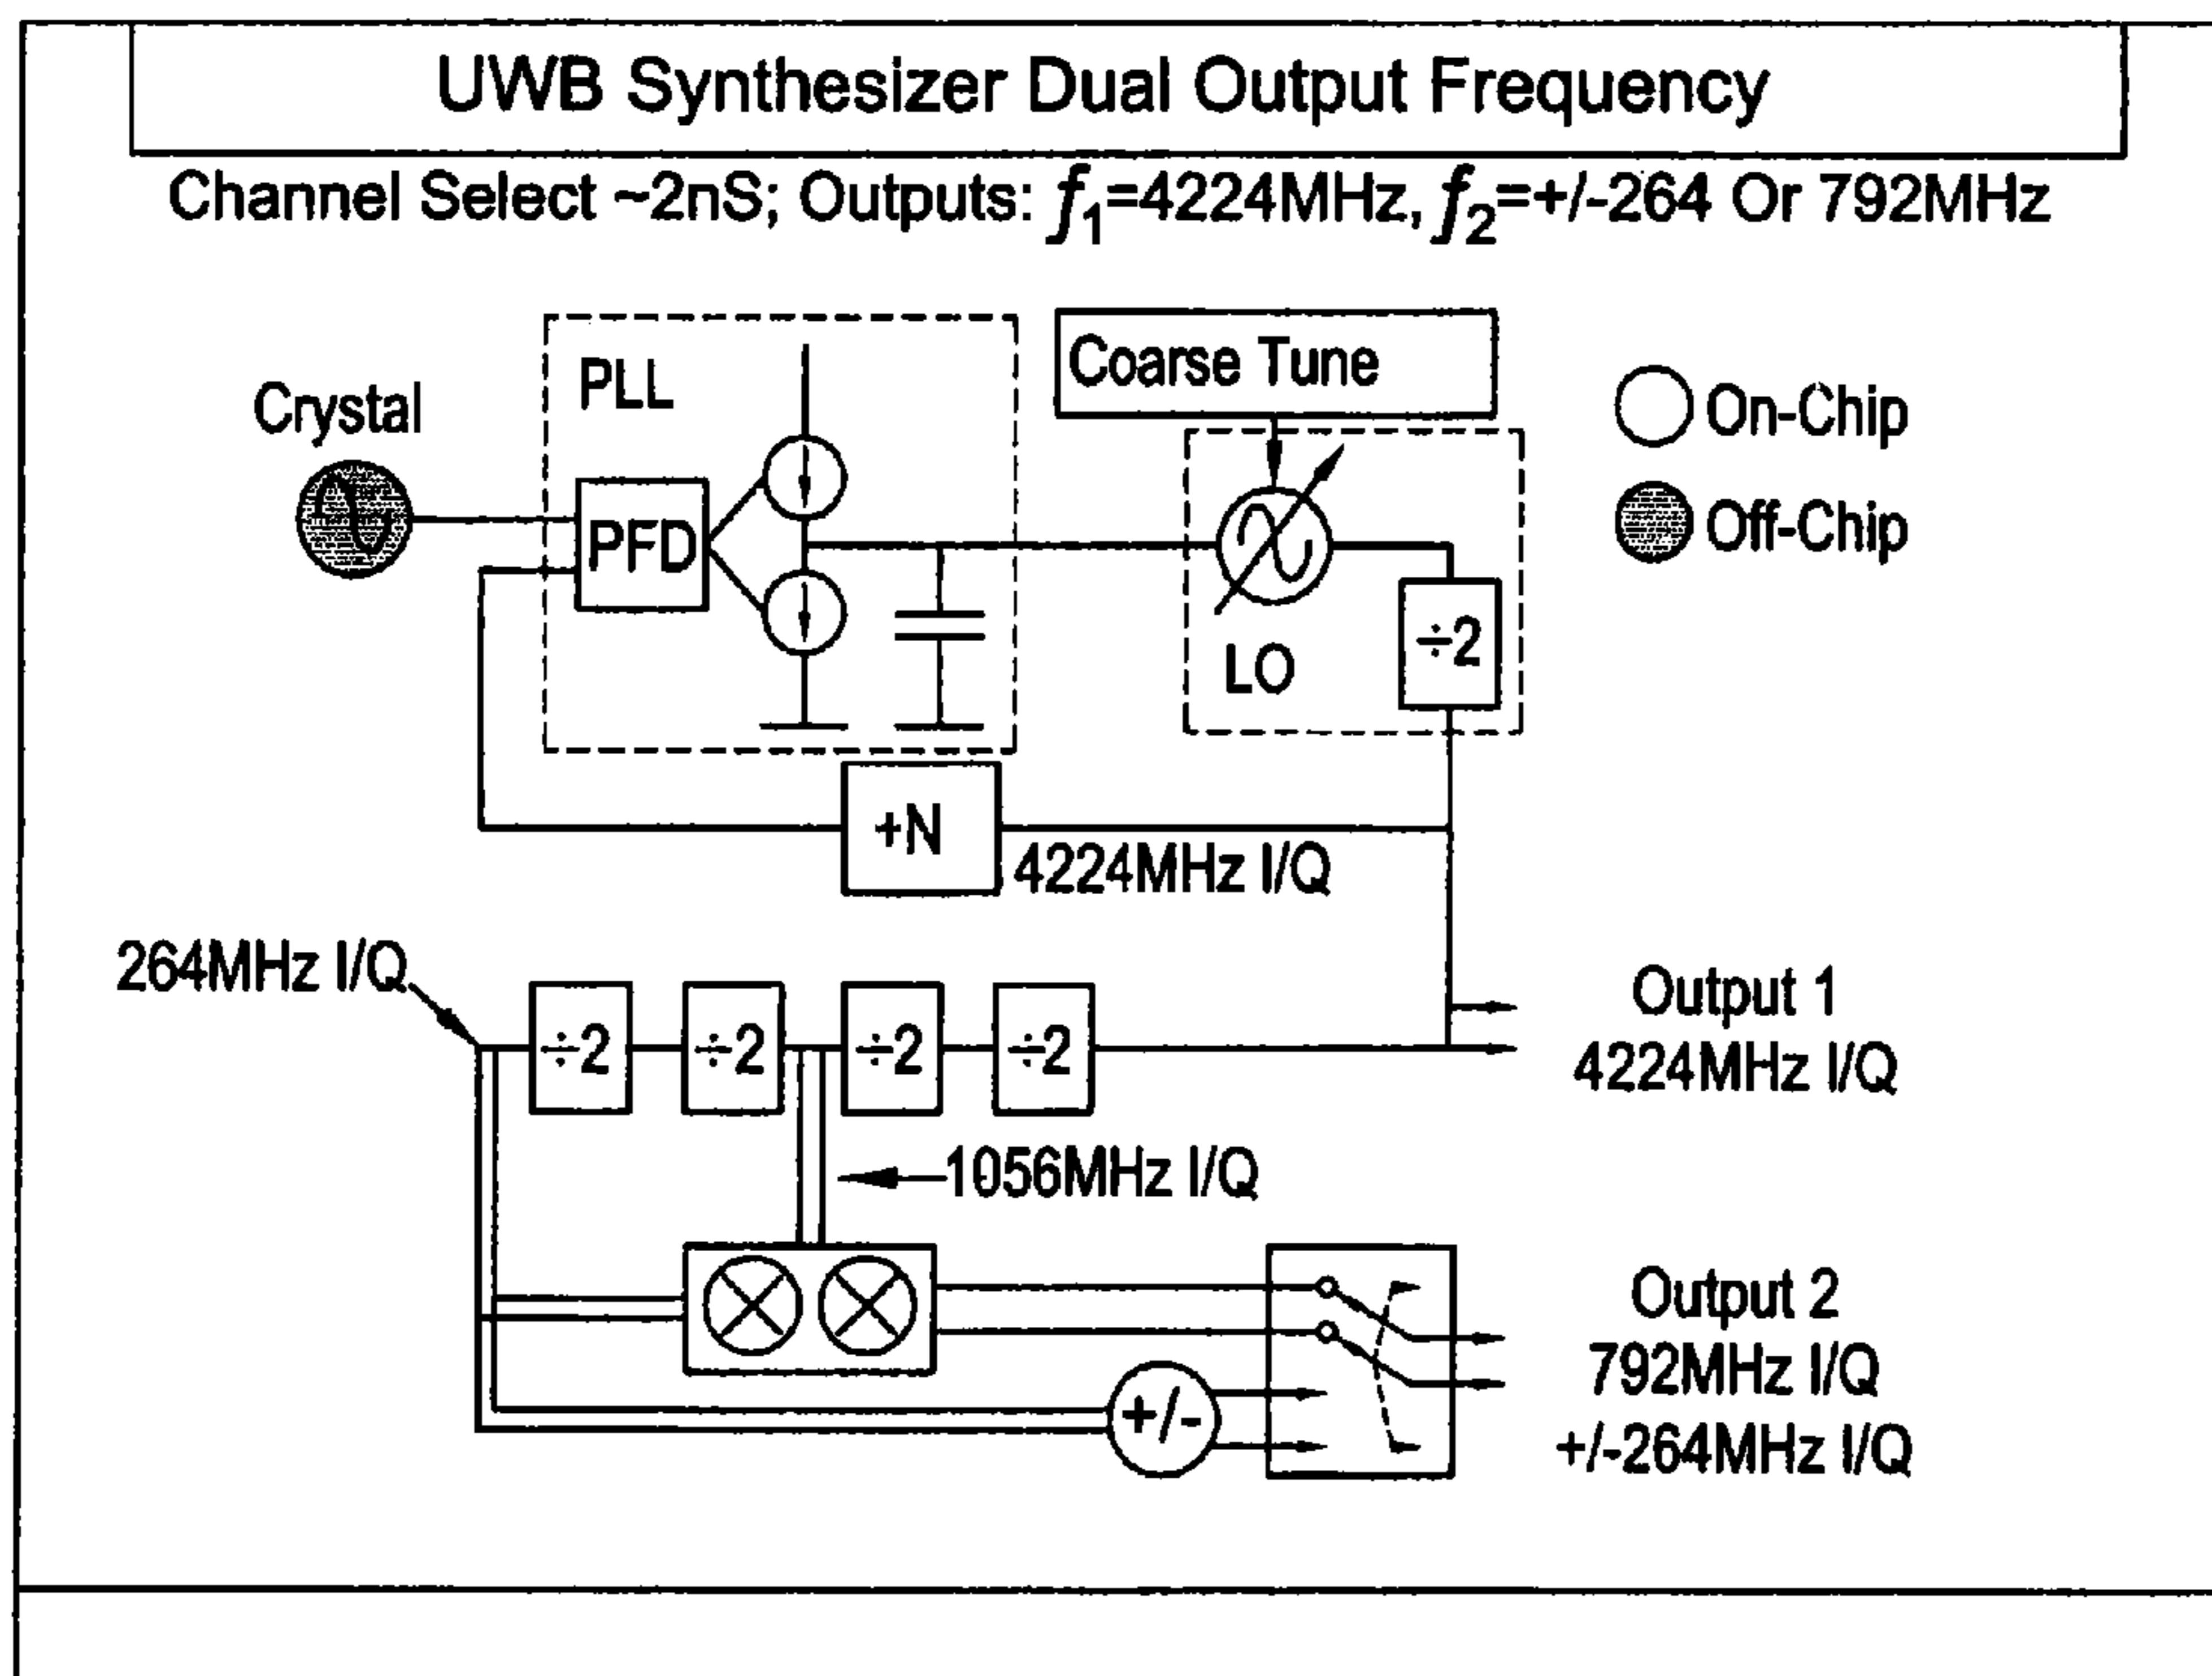 UWB Synthesizer Dual Output Frequency
Channel Select ~2nS; Outputs: f1=4224MHz, f2=+/-264 Or 792MHz
PLL
Coarse Tune
Crystal
On-Chip
PFD
Off-Chip
÷2
LO
+N
4224MHz I/Q
264MHz I/Q
÷2 ÷2 ÷2 ÷2
Output 1
4224MHz I/Q
1056MHz I/Q
Output 2
792MHz I/Q
+/-
+/-264MHz I/Q